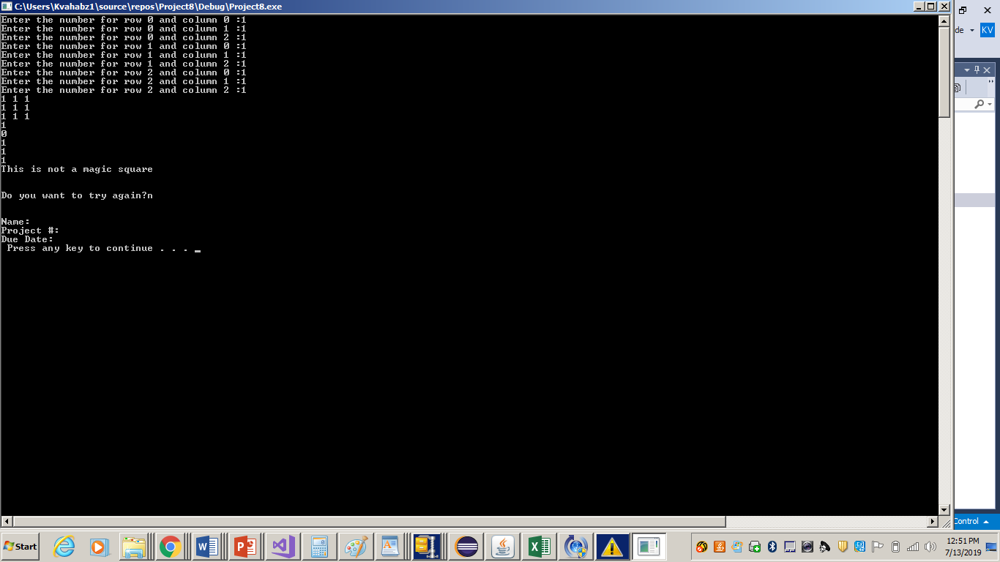 C:\Users\Kvahabz1\source\repos\Project8\Debug\Project8.exe
Enter the number for row 0 and column 0 :1
Enter the number for row 0 and column 1 :1
Enter the number for row 0 and column 2 :1
Enter the number for row 1 and column 0 :1
Enter the number for row 1 and column 1 :1
Enter the number for row 1 and column 2 :1
Enter the number for row 2 and column 0 :1
Enter the number for row 2 and column 1 :1
Enter the number for row 2 and column 2 :1
1 1 1
1 1 1
1 1 1
1
0
1
1
1
This is not a magic square
Do you want to try again?n
Name:
Project #:
Due Date:
Press any key to continue . . . _
de
KV
Control
Start
12:51 PM
7/13/2019